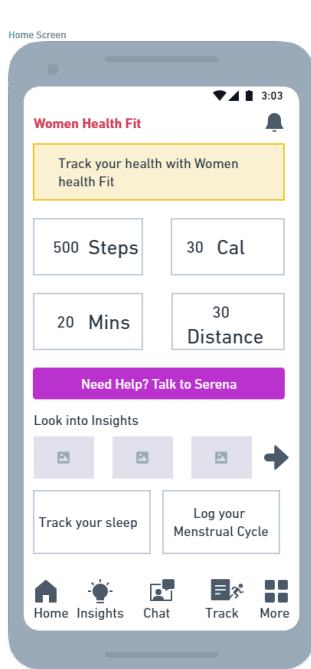 Home Screen
3:03
Women Health Fit
Track your health with Women
health Fit
500 Steps
30 Cal
20 Mins
30
Distance
Need Help? Talk to Serena
Look into Insights
Track your sleep
Log your
Menstrual Cycle
Home Insights Chat Track More